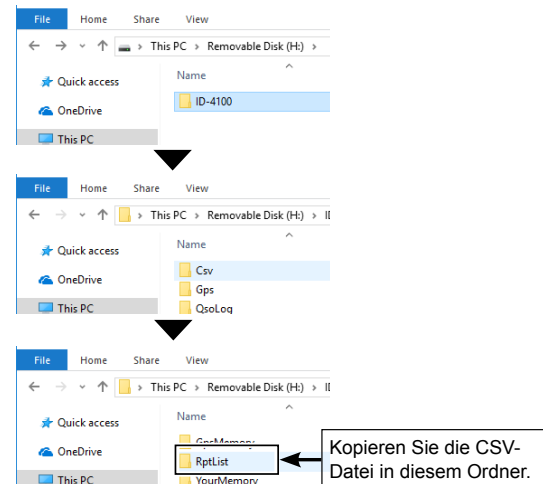 File Home Share View
This PC > Removable Disk (H:) >
Name
Quick access
ID-4100
OneDrive
This PC
File Home Share View
This PC > Removable Disk (H:) >
Name
Quick access
Csv
OneDrive
Gps
This PC
QsoLog
File Home Share View
This PC > Removable Disk (H:) >
Name
Quick access
GpsMemory
OneDrive
RptList
This PC
YourMemory
Kopieren Sie die CSV-
Datei in diesem Ordner.